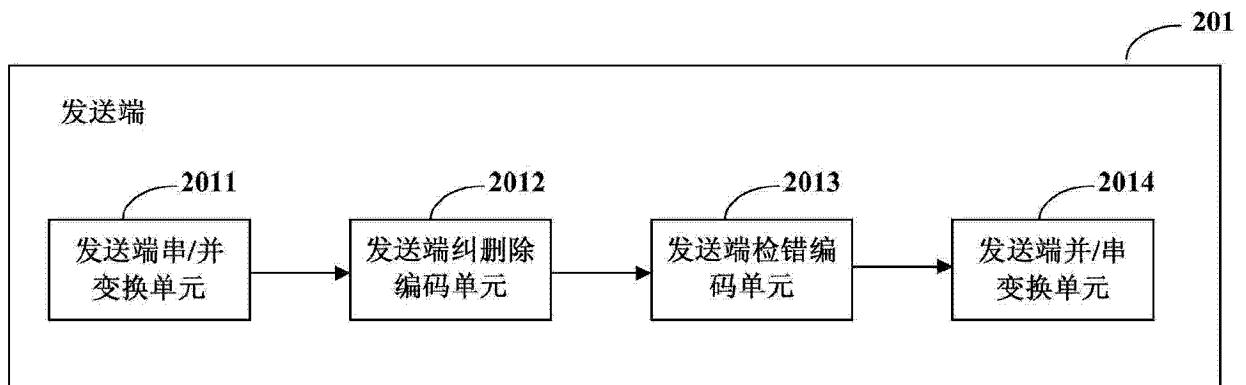 201
发送端
2011
2012
2013
2014
发送端串/并
变换单元
发送端纠删除
编码单元
发送端检错编
码单元
发送端并/串
变换单元